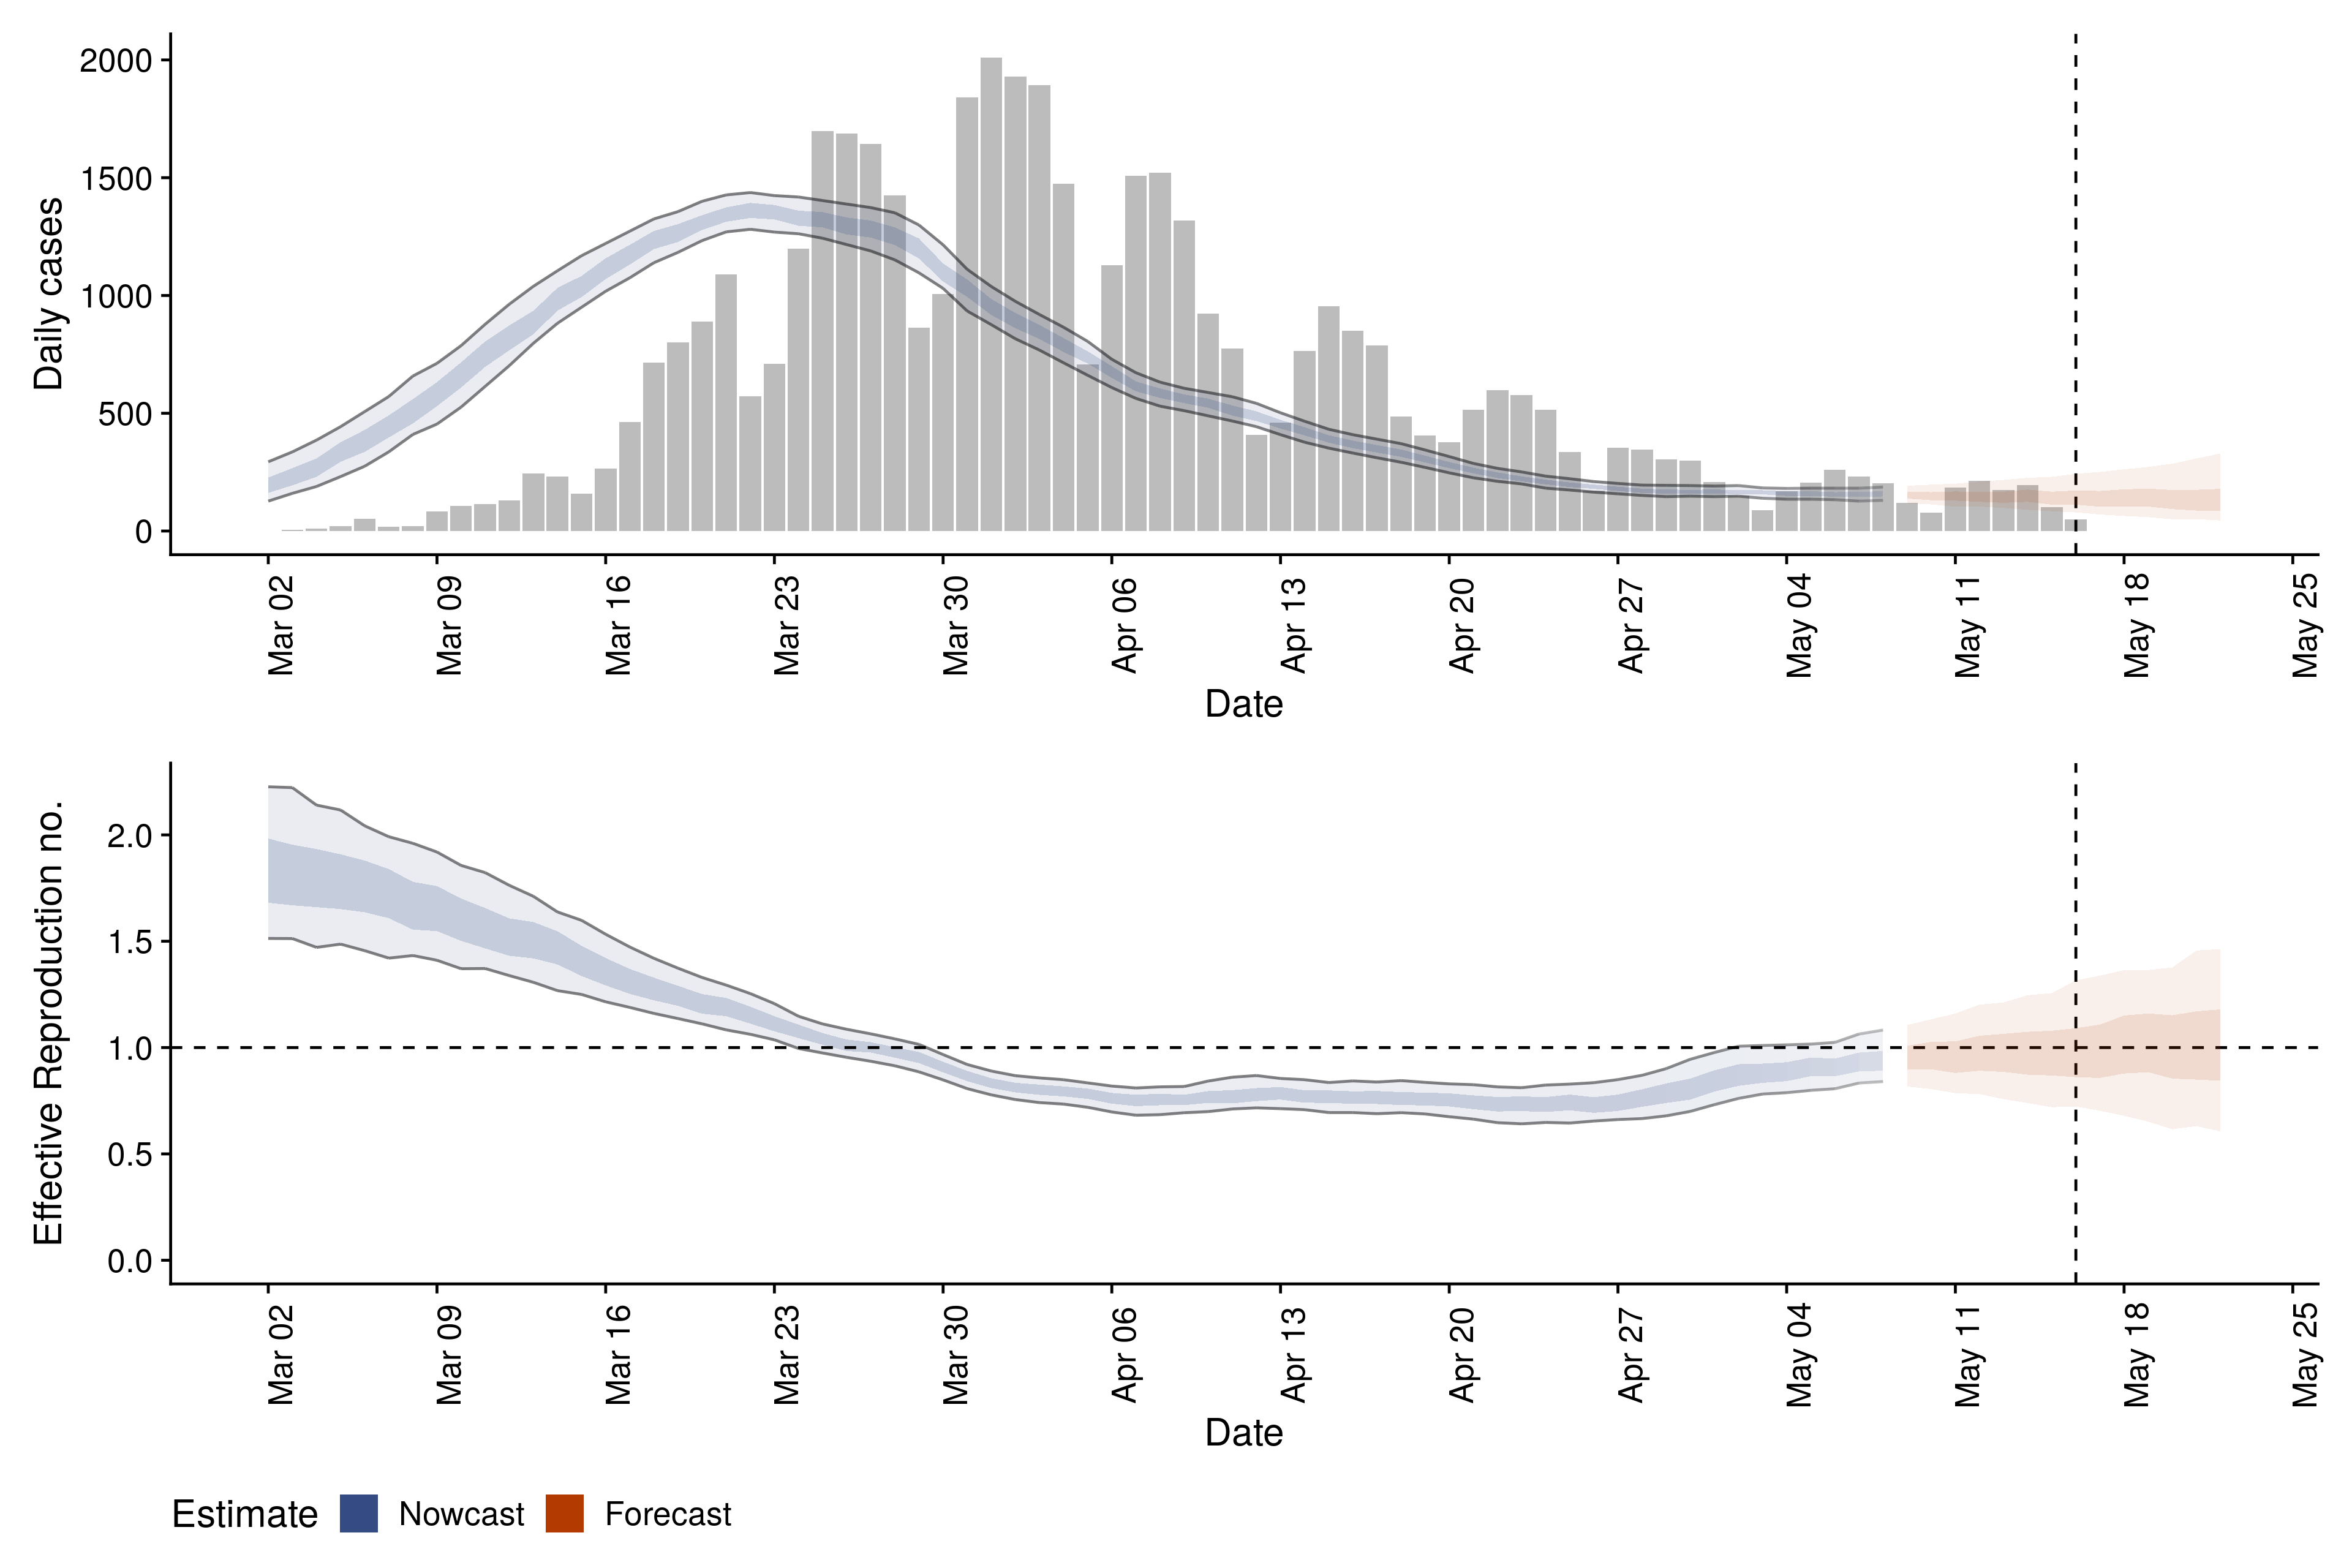 Daily cases
2000
1500
1000
500
0
Mar 02
Mar 09
Mar 16
Mar 23
Mar 30
Apr 06
Apr 13
Apr 20
Apr 27
May 04
May 11
May 18
May 25
Date
Effective Reproduction no.
2.0
1.5
1.0
0.5
0.0
Mar 02
Mar 09
Mar 16
Mar 23
Mar 30
Apr 06
Apr 13
Apr 20
Apr 27
May 04
May 11
May 18
May 25
Date
Estimate Nowcast Forecast